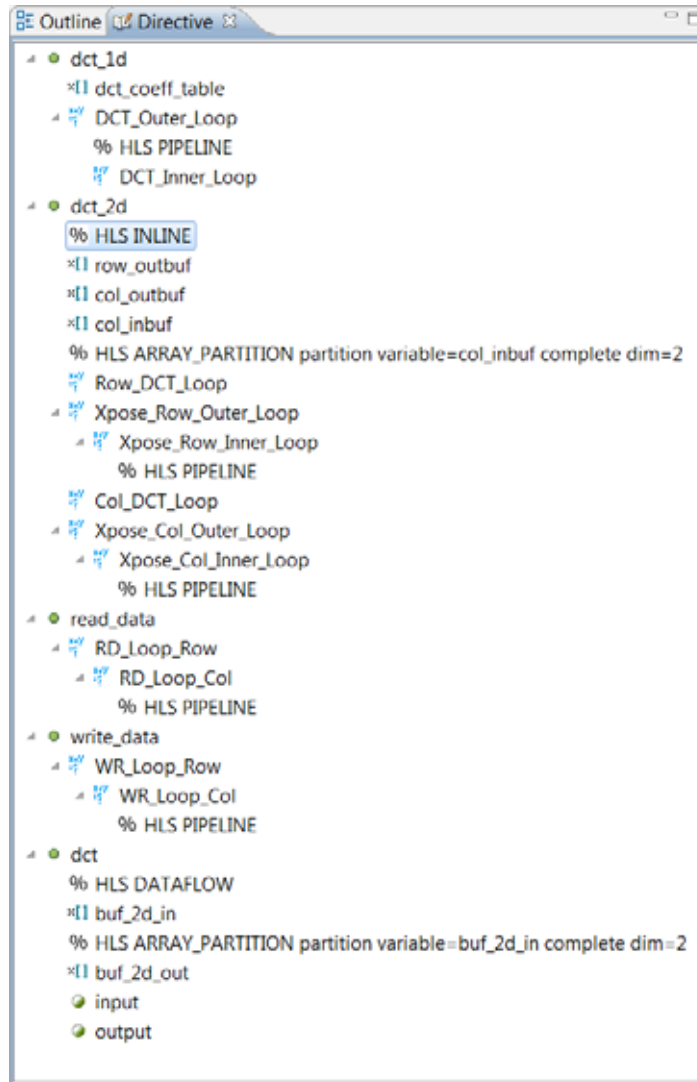 Outline Directive
dct_1d
dct_coeff_table
DCT_Outer_Loop
% HLS PIPELINE
DCT_Inner_Loop
dct_2d
% HLS INLINE
row_outbuf
col_outbuf
col_inbuf
% HLS ARRAY_PARTITION partition variable=col_inbuf complete dim=2
Row_DCT_Loop
Xpose_Row_Outer_Loop
Xpose_Row_Inner_Loop
% HLS PIPELINE
Col_DCT_Loop
Xpose_Col_Outer_Loop
Xpose_Col_Inner_Loop
% HLS PIPELINE
read_data
RD_Loop_Row
RD_Loop_Col
% HLS PIPELINE
write_data
WR_Loop_Row
WR_Loop_Col
% HLS PIPELINE
dct
% HLS DATAFLOW
buf_2d_in
% HLS ARRAY_PARTITION partition variable=buf_2d_in complete dim=2
buf_2d_out
input
output